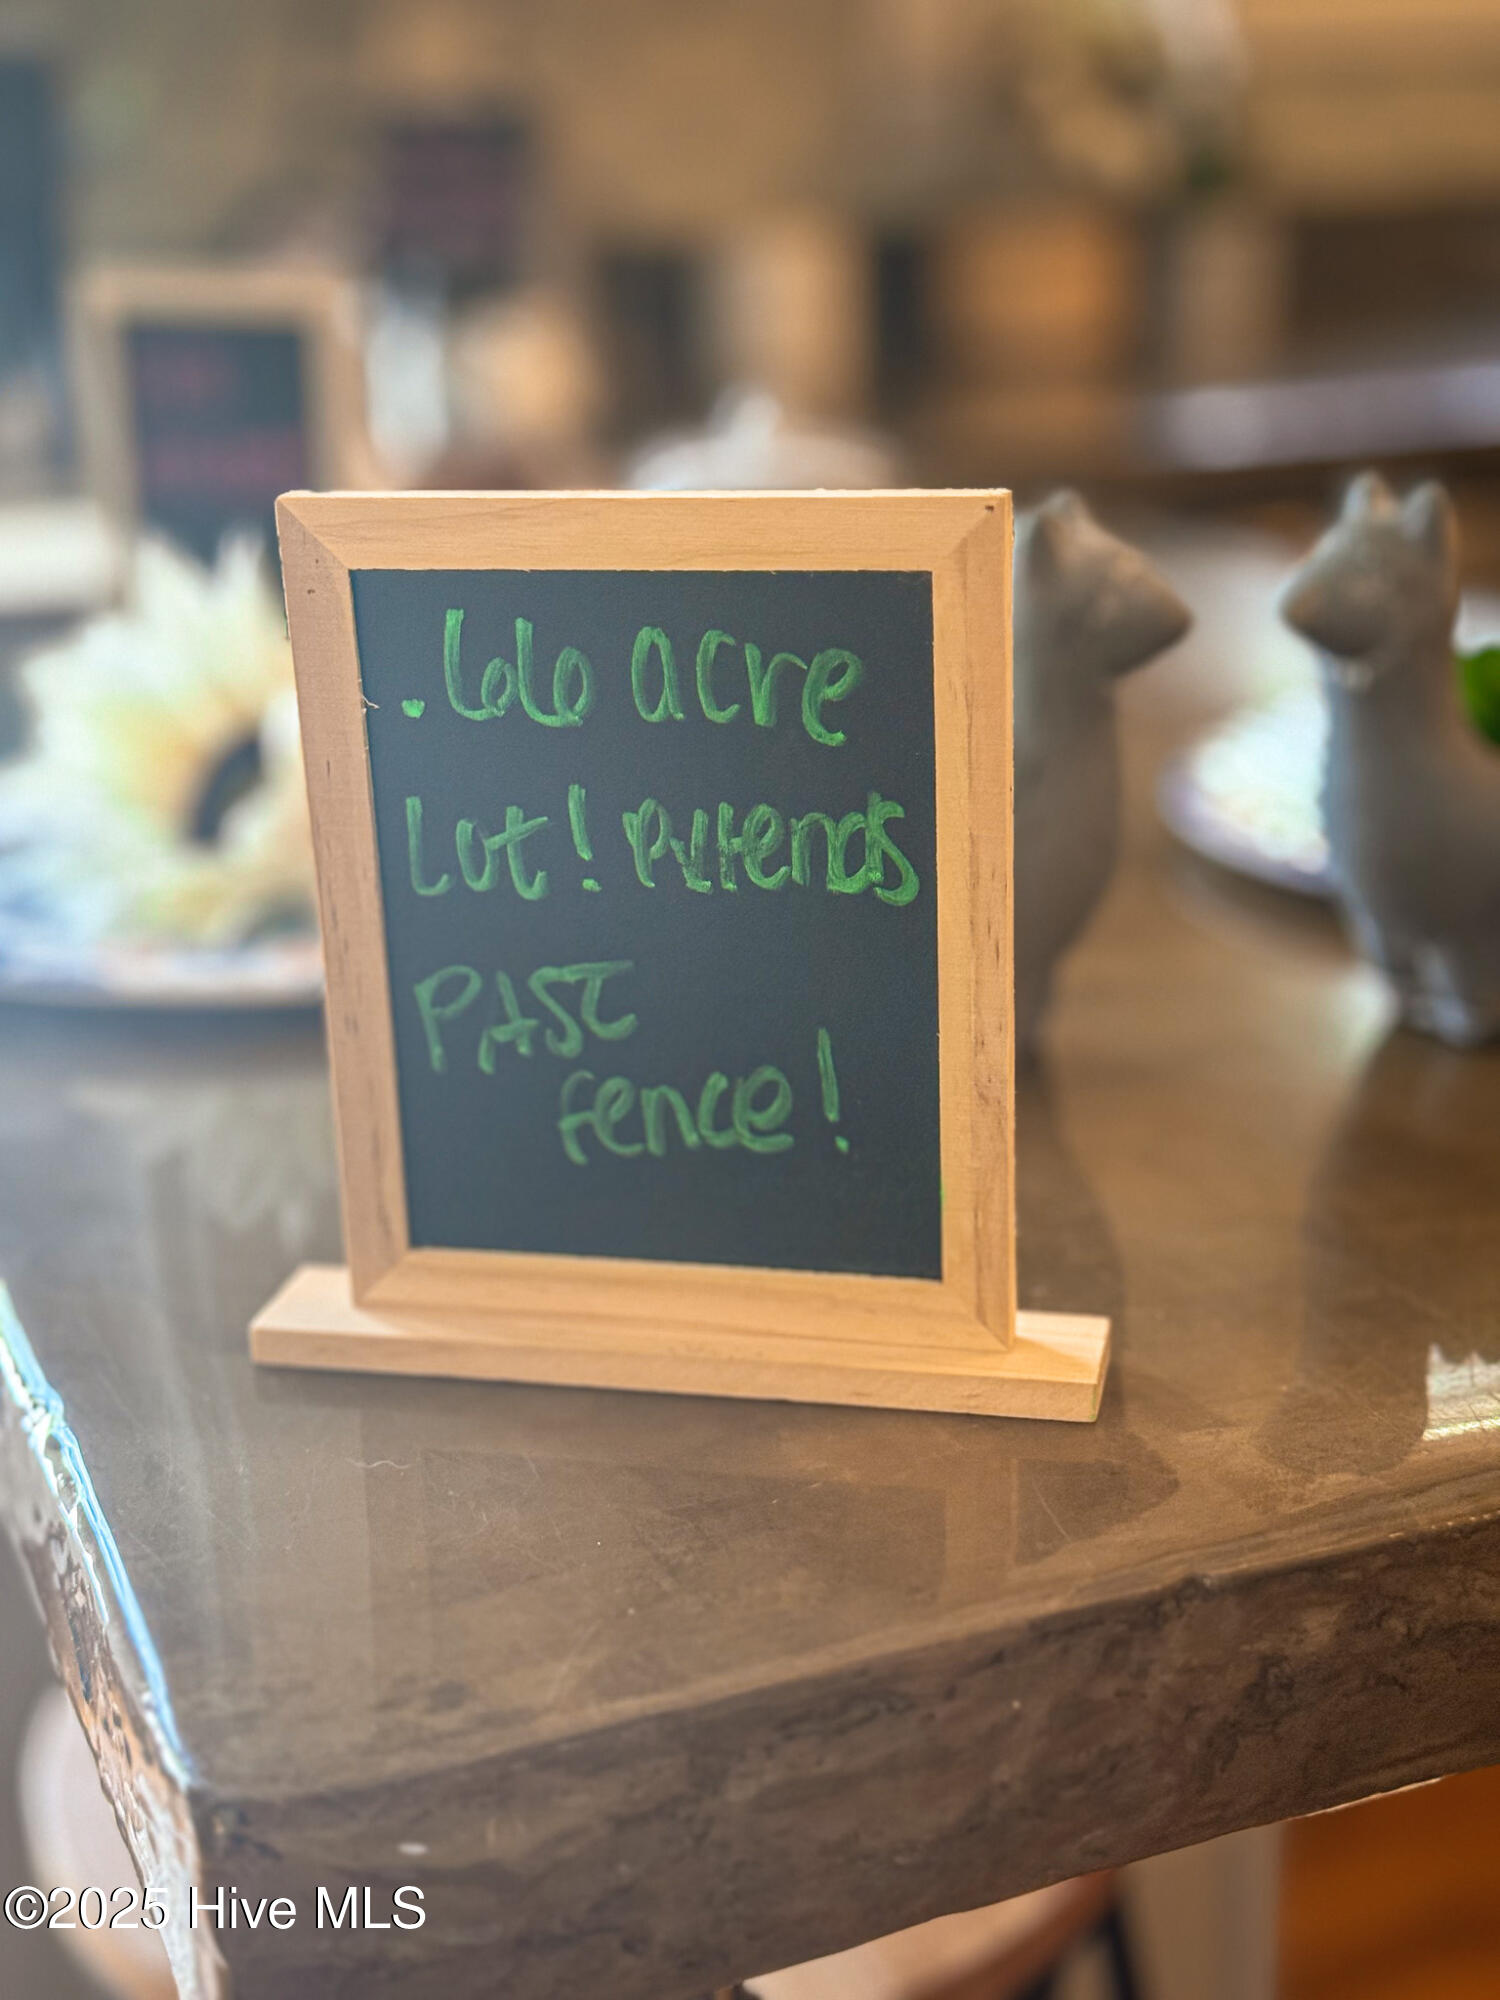 .66 acre
Lot! extends
PAST
fence!
©2025 Hive MLS